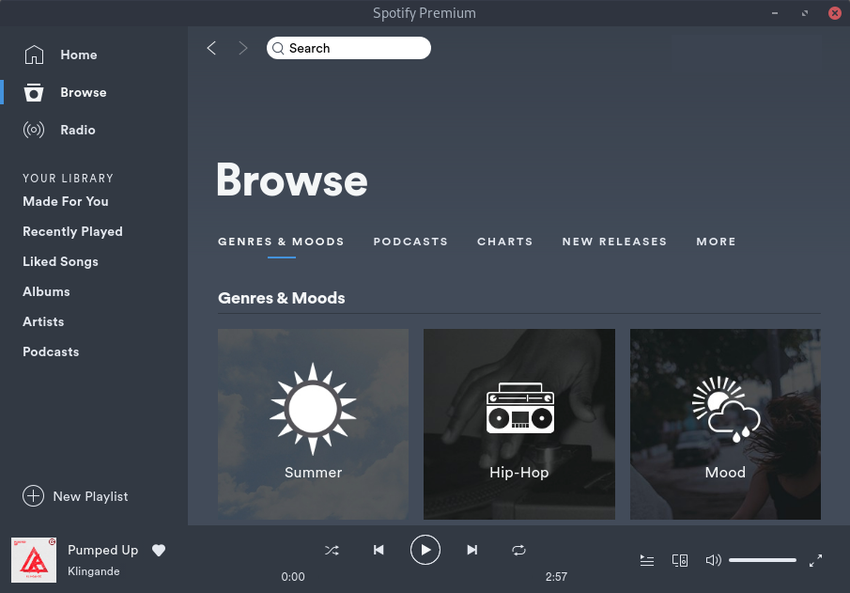 Spotify Premium
Home
Browse
Radio
YOUR LIBRARY
Made For You
Recently Played
Liked Songs
Albums
Artists
Podcasts
New Playlist
Search
Browse
GENRES & MOODS PODCASTS CHARTS NEW RELEASES MORE
Genres & Moods
Summer Hip-Hop Mood
Pumped Up
Klingande
0:00 2:57